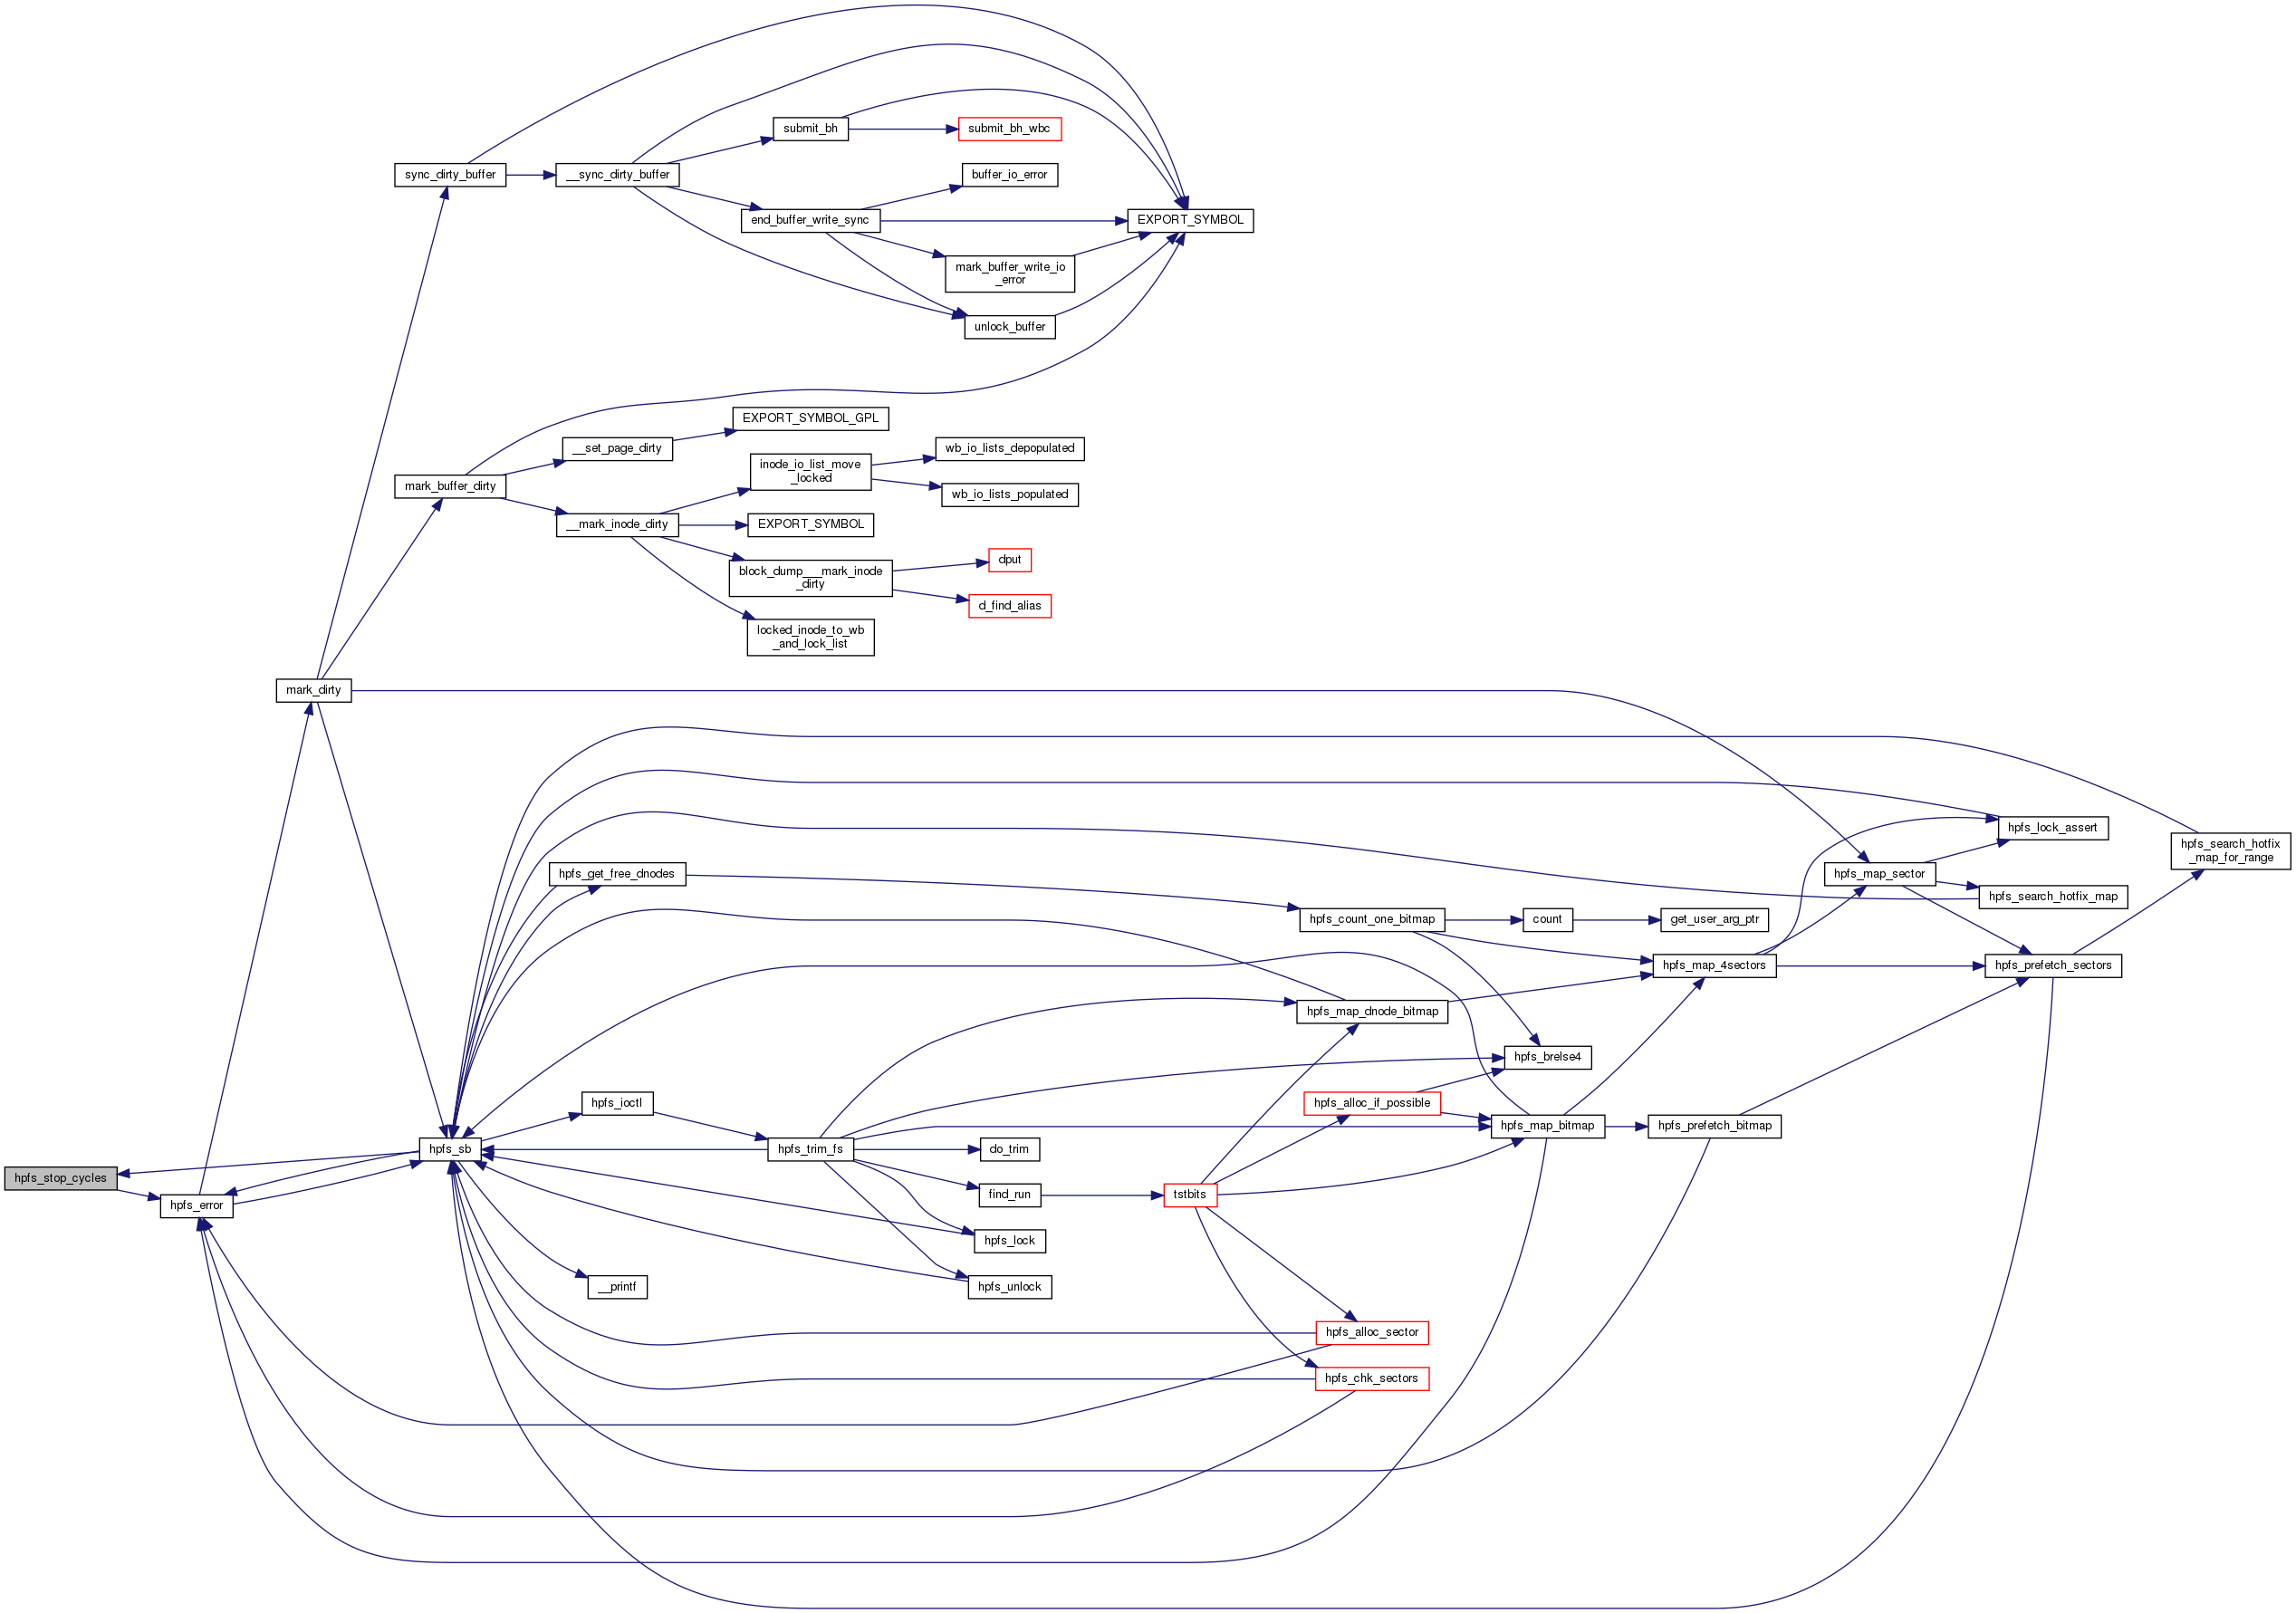 sync_dirty_buffer
__sync_dirty_buffer
submit_bh
submit_bh_wbc
end_buffer_write_sync
buffer_io_error
EXPORT_SYMBOL
mark_buffer_write_io
_error
unlock_buffer
mark_buffer_dirty
__set_page_dirty
EXPORT_SYMBOL_GPL
__mark_inode_dirty
inode_io_list_move
_locked
wb_io_lists_depopulated
wb_io_lists_populated
EXPORT_SYMBOL
block_dump___mark_inode
_dirty
dput
d_find_alias
locked_inode_to_wb
_and_lock_list
mark_dirty
hpfs_lock_assert
hpfs_search_hotfix
_map_for_range
hpfs_get_free_dnodes
hpfs_map_sector
hpfs_search_hotfix_map
hpfs_count_one_bitmap
count
get_user_arg_ptr
hpfs_map_4sectors
hpfs_prefetch_sectors
hpfs_map_dnode_bitmap
hpfs_brelse4
hpfs_ioctl
hpfs_alloc_if_possible
hpfs_map_bitmap
hpfs_prefetch_bitmap
hpfs_sb
hpfs_trim_fs
do_trim
hpfs_stop_cycles
hpfs_error
find_run
tstbits
hpfs_lock
__printf
hpfs_unlock
hpfs_alloc_sector
hpfs_chk_sectors